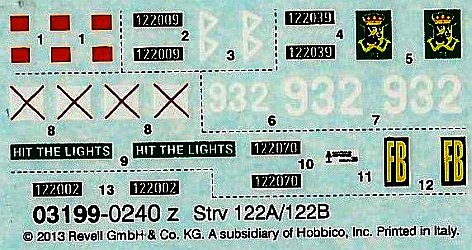 1 1 122009 2 3 122039 4 5
122009 122039
8 8 932 932 932
6 7
HIT THE LIGHTS 9 HIT THE LIGHTS 122070 10 11 FB 12 FB
122002 13 122002 122070
03199-0240 Z Strv 122A/122B
© 2013 Revell GmbH & Co. KG. A subsidiary of Hobbico, Inc. Printed in Italy.